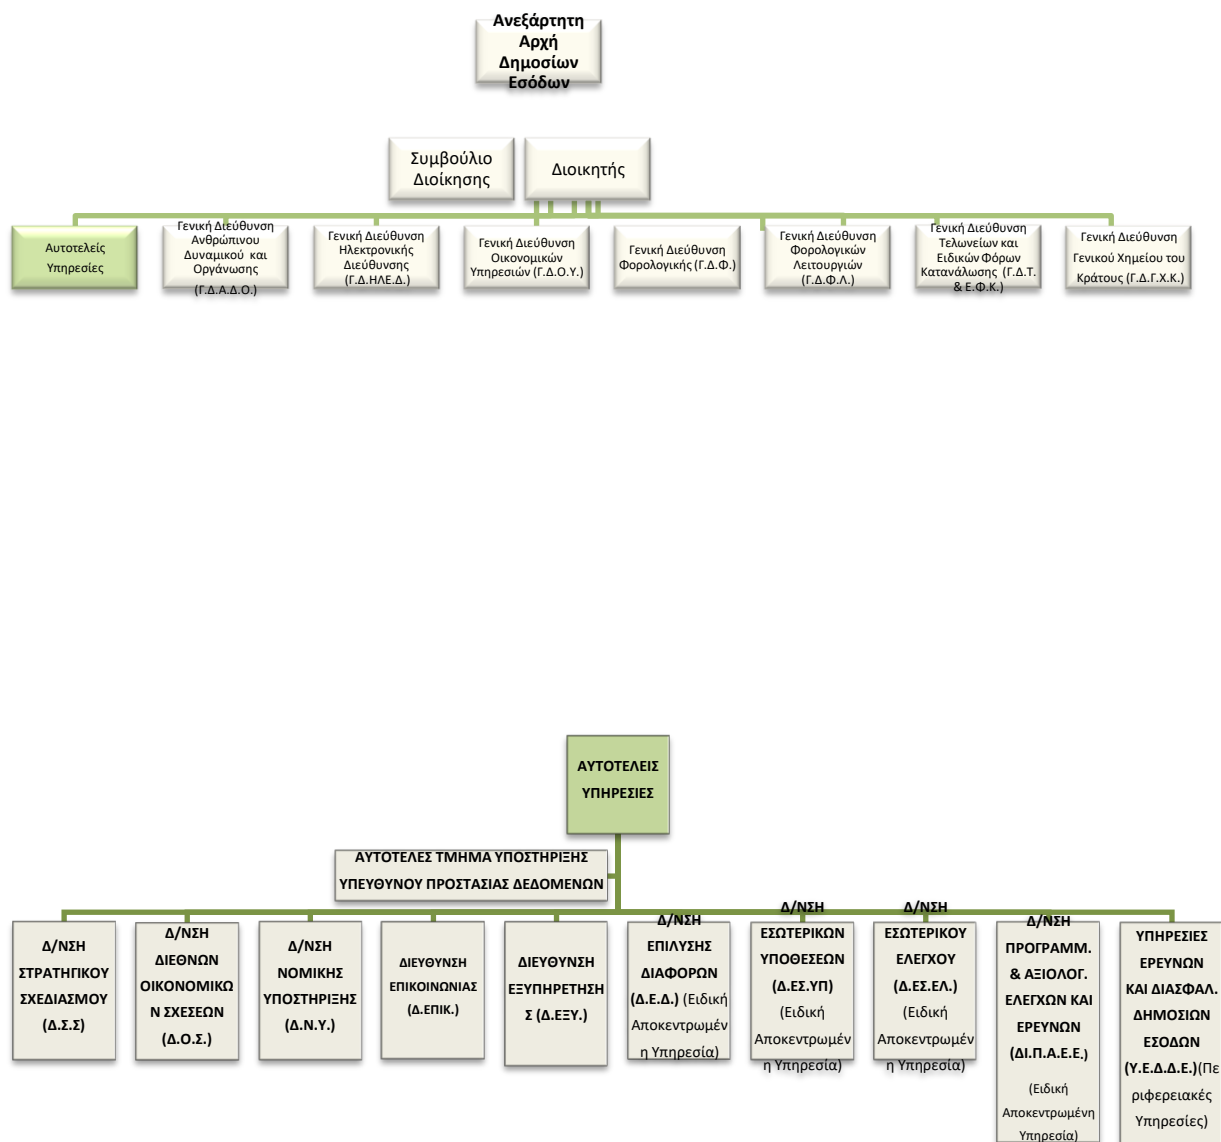 Ανεξάρτητη
Αρχή
Δημοσίων
Εσόδων
Συμβούλιο
Διοίκησης
Διοικητής
Αυτοτελείς
Υπηρεσίες
Γενική Διεύθυνση
Ανθρώπινου
Δυναμικού και
Οργάνωσης
(Γ.Δ.Α.Δ.Ο.)
Γενική Διεύθυνση
Ηλεκτρονικής
Διεύθυνσης
(Γ.Δ.ΗΛΕ.Δ.)
Γενική Διεύθυνση
Οικονομικών
Υπηρεσιών (Γ.Δ.Ο.Υ.)
Γενική Διεύθυνση
Φορολογικής (Γ.Δ.Φ.)
Γενική Διεύθυνση
Φορολογικών
Λειτουργιών
(Γ.Δ.Φ.Λ.)
Γενική Διεύθυνση
Τελωνείων και
Ειδικών Φόρων
Κατανάλωσης (Γ.Δ.Τ.
& Ε.Φ.Κ.)
Γενική Διεύθυνση
Γενικού Χημείου του
Κράτους (Γ.Δ.Γ.Χ.Κ.)
ΑΥΤΟΤΕΛΕΙΣ
ΥΠΗΡΕΣΙΕΣ
ΑΥΤΟΤΕΛΕΣ ΤΜΗΜΑ ΥΠΟΣΤΗΡΙΞΗΣ
ΥΠΕΥΘΥΝΟΥ ΠΡΟΣΤΑΣΙΑΣ ΔΕΔΟΜΕΝΩΝ
Δ/ΝΣΗ
ΣΤΡΑΤΗΓΙΚΟΥ
ΣΧΕΔΙΑΣΜΟΥ
(Δ.Σ.Σ)
Δ/ΝΣΗ
ΔΙΕΘΝΩΝ
ΟΙΚΟΝΟΜΙΚΩ
Ν ΣΧΕΣΕΩΝ
(Δ.Ο.Σ.)
Δ/ΝΣΗ
ΝΟΜΙΚΗΣ
ΥΠΟΣΤΗΡΙΞΗΣ
(Δ.Ν.Υ.)
ΔΙΕΥΘΥΝΣΗ
ΕΠΙΚΟΙΝΩΝΙΑΣ
(Δ.ΕΠΙΚ.)
ΔΙΕΥΘΥΝΣΗ
ΕΞΥΠΗΡΕΤΗΣΗ
Σ (Δ.ΕΞΥ.)
Δ/ΝΣΗ
ΕΠΙΛΥΣΗΣ
ΔΙΑΦΟΡΩΝ
(Δ.Ε.Δ.) (Ειδική
Αποκεντρωμέν
η Υπηρεσία)
Δ/ΝΣΗ
ΕΣΩΤΕΡΙΚΩΝ
ΥΠΟΘΕΣΕΩΝ
(Δ.ΕΣ.ΥΠ)
(Ειδική
Αποκεντρωμέν
η Υπηρεσία)
Δ/ΝΣΗ
ΕΣΩΤΕΡΙΚΟΥ
ΕΛΕΓΧΟΥ
(Δ.ΕΣ.ΕΛ.)
(Ειδική
Αποκεντρωμέν
η Υπηρεσία)
Δ/ΝΣΗ
ΠΡΟΓΡΑΜΜ.
& ΑΞΙΟΛΟΓ.
ΕΛΕΓΧΩΝ ΚΑΙ
ΕΡΕΥΝΩΝ
(ΔΙ.Π.Α.Ε.Ε.)
(Ειδική
Αποκεντρωμένη
Υπηρεσία)
ΥΠΗΡΕΣΙΕΣ
ΕΡΕΥΝΩΝ
ΚΑΙ ΔΙΑΣΦΑΛ.
ΔΗΜΟΣΙΩΝ
ΕΣΟΔΩΝ
(Υ.Ε.Δ.Δ.Ε.)(Πε
ριφερειακές
Υπηρεσίες)